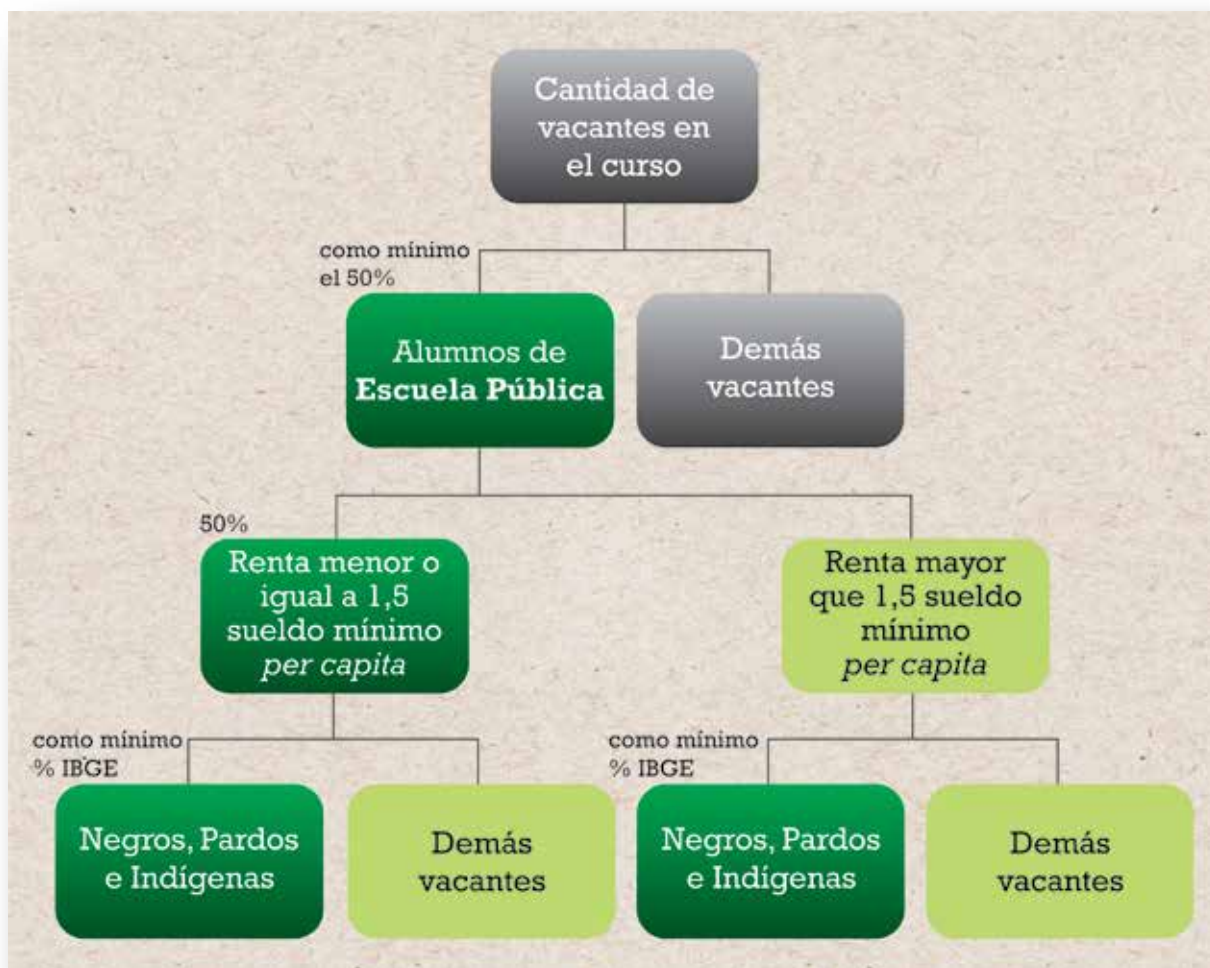 Cantidad de
vacantes en
el curso
como mínimo
el 50%
Alumnos de
Escuela Pública
Demás
vacantes
50%
Renta menor o
igual a 1,5
sueldo mínimo
per capita
Renta mayor
que 1,5 sueldo
mínimo
per capita
como mínimo
% IBGE
Negros, Pardos
e Indígenas
Demás
vacantes
como mínimo
% IBGE
Negros, Pardos
e Indígenas
Demás
vacantes